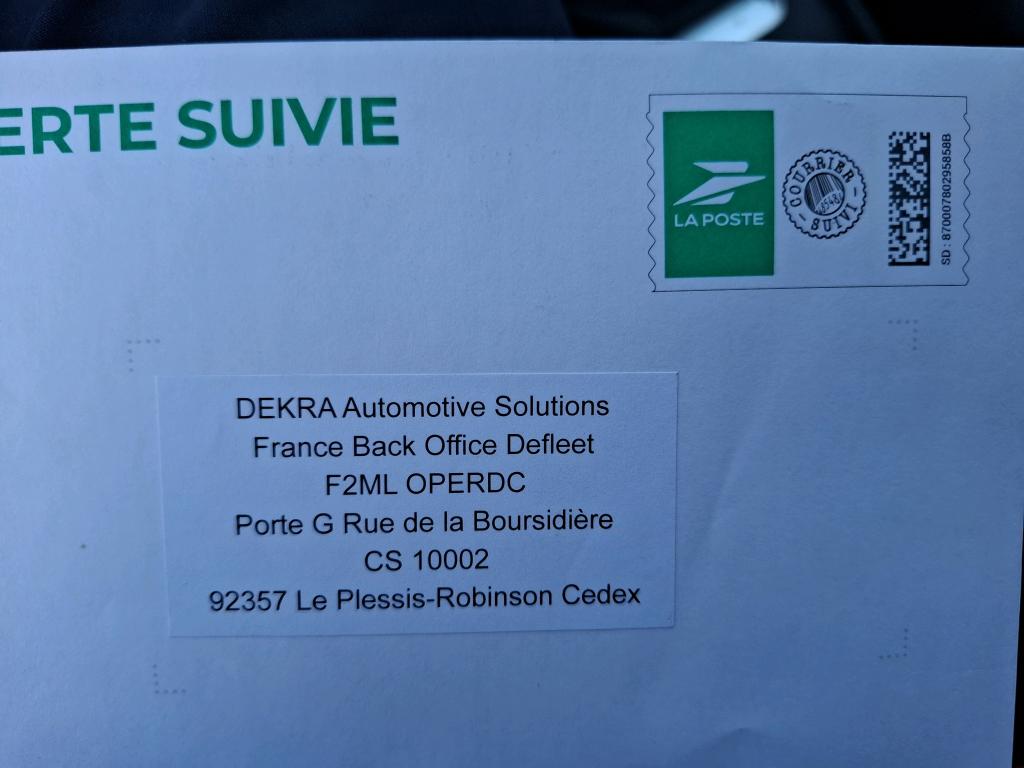 ERTE SUIVIE
LA POSTE
COURRIER
SUIVI
SD : 87000780295858B
DEKRA Automotive Solutions
France Back Office Defleet
F2ML OPERDC
Porte G Rue de la Boursidière
CS 10002
92357 Le Plessis-Robinson Cedex